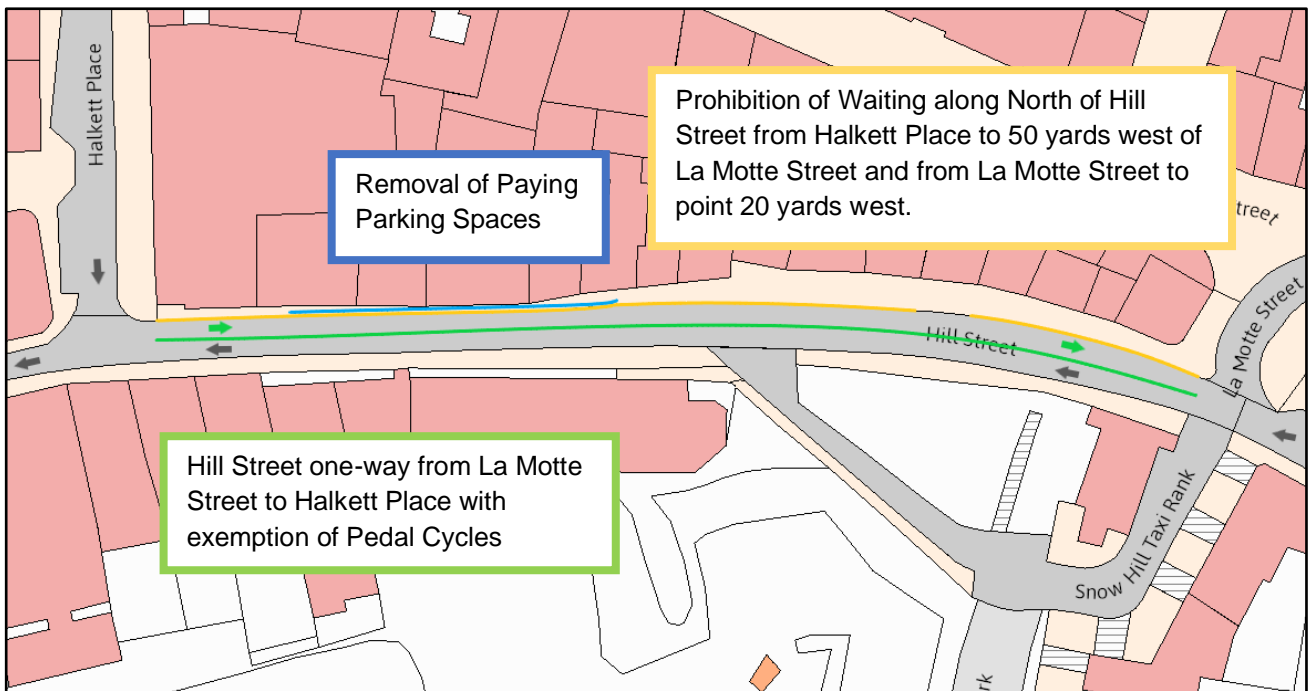 Halkett Place
Prohibition of Waiting along North of Hill
Street from Halkett Place to 50 yards west of
La Motte Street and from La Motte Street to
point 20 yards west.
Removal of Paying
Parking Spaces
treet
La Motte Street
Hill Street
Hill Street one-way from La Motte
Street to Halkett Place with
exemption of Pedal Cycles
Snow Hill Taxi Rank
rk